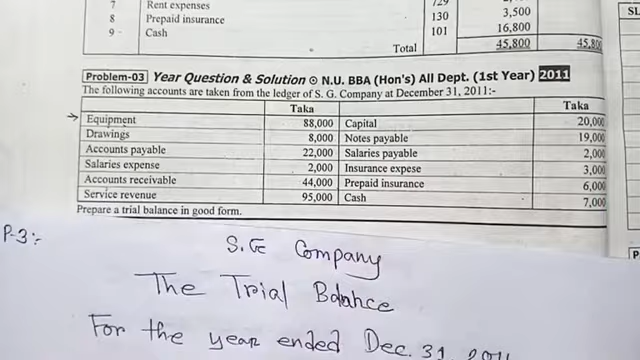 7 Rent expenses 729
8 Prepaid insurance 130 3,500
9 Cash 101 16,800
Total 45,800 45,800
SL
Problem-03 Year Question & Solution ⊙ N.U. BBA (Hon's) All Dept. (1st Year) 2011
The following accounts are taken from the ledger of S. G. Company at December 31, 2011:-
Taka Taka
Equipment 88,000 Capital 20,000
Drawings 8,000 Notes payable 19,000
Accounts payable 22,000 Salaries payable 2,000
Salaries expense 2,000 Insurance expese 3,000
Accounts receivable 44,000 Prepaid insurance 6,000
Service revenue 95,000 Cash 7,000
Prepare a trial balance in good form.
P-3:-
S.G Company
The Trial Balance
For the year ended Dec. 31, 2011
P